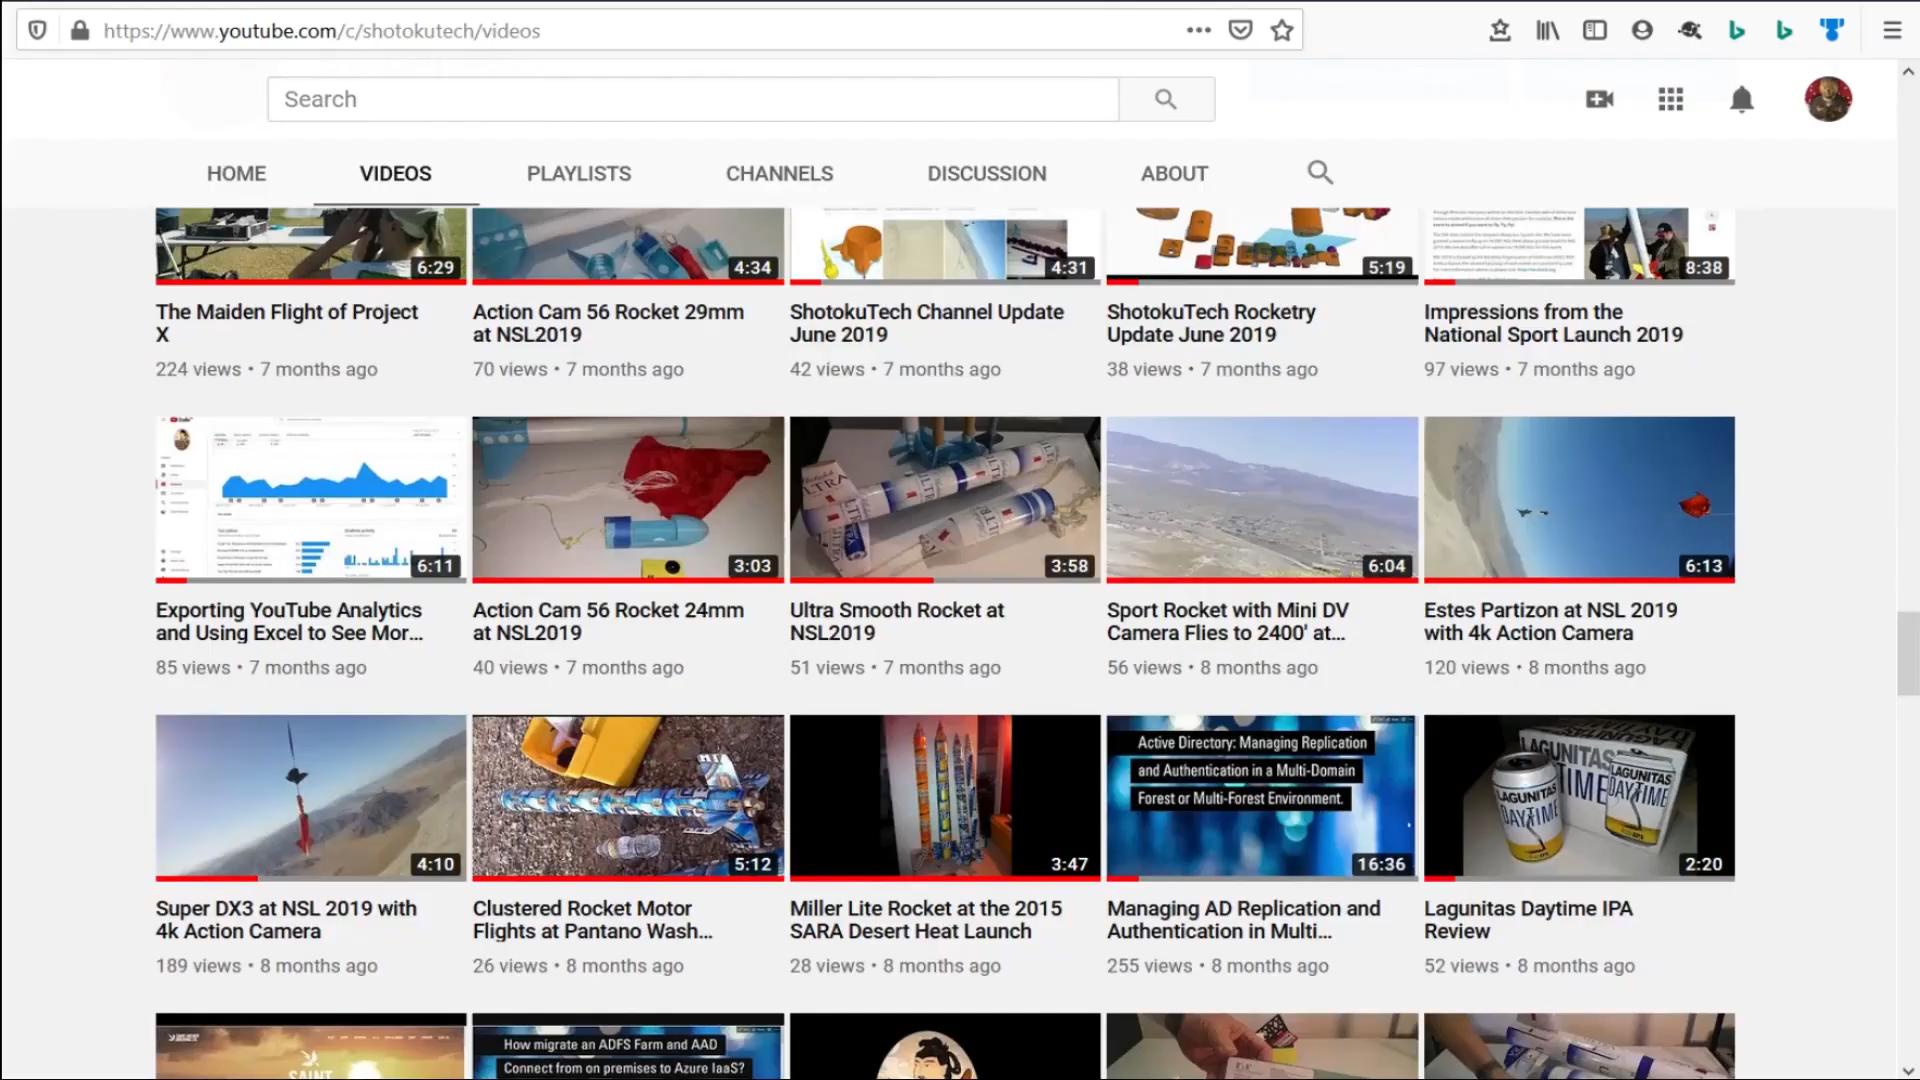 https://www.youtube.com/c/shotokutech/videos
Search
HOME
VIDEOS
PLAYLISTS
CHANNELS
DISCUSSION
ABOUT
6:29
4:34
4:31
5:19
8:38
The Maiden Flight of Project
X
224 views • 7 months ago
Action Cam 56 Rocket 29mm
at NSL2019
70 views • 7 months ago
ShotokuTech Channel Update
June 2019
42 views • 7 months ago
ShotokuTech Rocketry
Update June 2019
38 views • 7 months ago
Impressions from the
National Sport Launch 2019
97 views • 7 months ago
6:11
3:03
ULTRA
3:58
6:04
6:13
Exporting YouTube Analytics
and Using Excel to See Mor...
85 views • 7 months ago
Action Cam 56 Rocket 24mm
at NSL2019
40 views • 7 months ago
Ultra Smooth Rocket at
NSL2019
51 views • 7 months ago
Sport Rocket with Mini DV
Camera Flies to 2400' at...
56 views • 8 months ago
Estes Partizon at NSL 2019
with 4k Action Camera
120 views • 8 months ago
4:10
5:12
3:47
Active Directory: Managing Replication
and Authentication in a Multi-Domain
Forest or Multi-Forest Environment.
16:36
LAGUNITAS
DAYTIME
LAGUNITAS
DAYTIME
2:20
Super DX3 at NSL 2019 with
4k Action Camera
189 views • 8 months ago
Clustered Rocket Motor
Flights at Pantano Wash...
26 views • 8 months ago
Miller Lite Rocket at the 2015
SARA Desert Heat Launch
28 views • 8 months ago
Managing AD Replication and
Authentication in Multi...
255 views • 8 months ago
Lagunitas Daytime IPA
Review
52 views • 8 months ago
SAINT
How migrate an ADFS Farm and AAD
Connect from on premises to Azure IaaS?